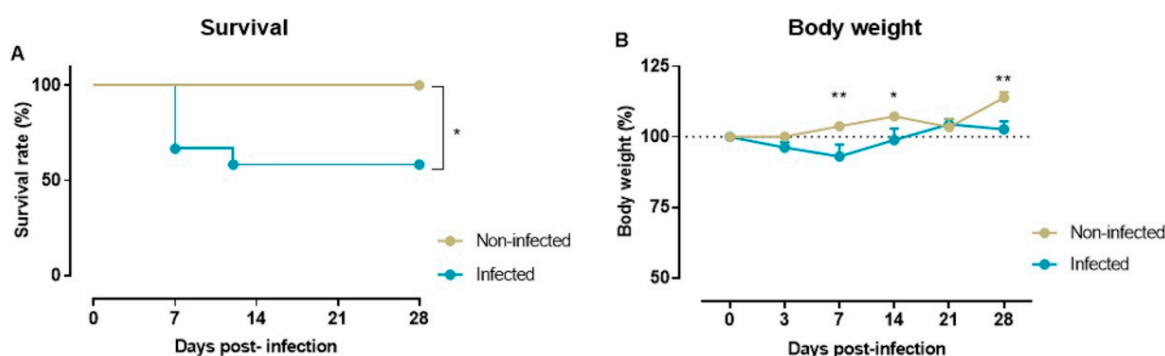 Survival
A
100
50
0
Survival rate (%)
0 7 14 21 28
Days post- infection
*
Non-infected
Infected
Body weight
B
125
100
75
50
Body weight (%)
** * **
0 3 7 14 21 28
Days post-infection
Non-infected
Infected